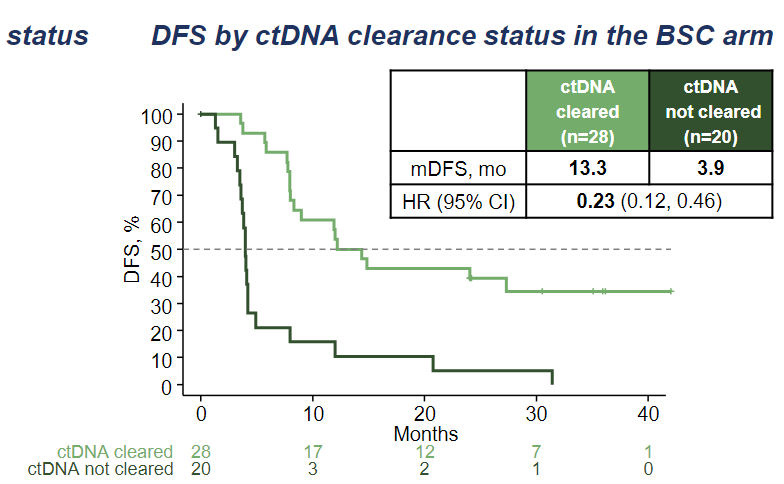 status DFS by ctDNA clearance status in the BSC arm
ctDNA cleared (n=28) ctDNA not cleared (n=20)
mDFS, mo 13.3 3.9
HR (95% CI) 0.23 (0.12, 0.46)
DFS, %
100
90
80
70
60
50
40
30
20
10
0
0 10 20 30 40
Months
ctDNA cleared 28 17 12 7 1
ctDNA not cleared 20 3 2 1 0